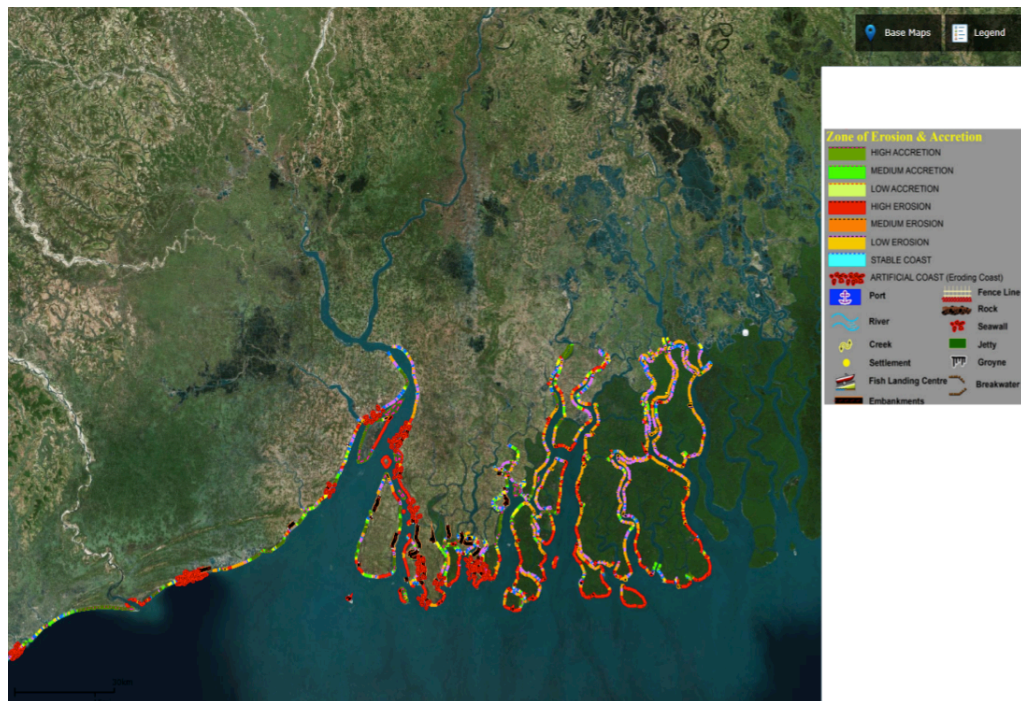 Base Maps
Legend
Zone of Erosion & Accretion
HIGH ACCRETION
MEDIUM ACCRETION
LOW ACCRETION
HIGH EROSION
MEDIUM EROSION
LOW EROSION
STABLE COAST
ARTIFICIAL COAST (Eroding Coast)
Port
Fence Line
Rock
River
Seawall
Creek
Jetty
Settlement
Groyne
Fish Landing Centre
Breakwater
Embankments